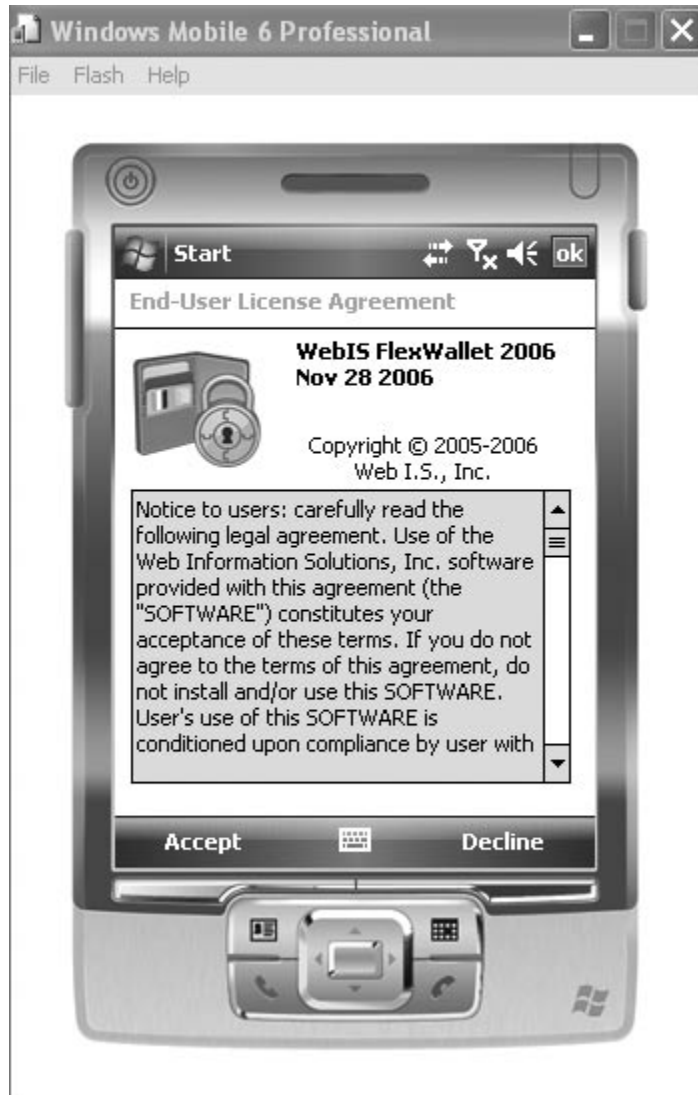 Windows Mobile 6 Professional
File Flash Help
Start ok
End-User License Agreement
WebIS FlexWallet 2006
Nov 28 2006
Copyright © 2005-2006
Web I.S., Inc.
Notice to users: carefully read the
following legal agreement. Use of the
Web Information Solutions, Inc. software
provided with this agreement (the
"SOFTWARE") constitutes your
acceptance of these terms. If you do not
agree to the terms of this agreement, do
not install and/or use this SOFTWARE.
User's use of this SOFTWARE is
conditioned upon compliance by user with
Accept Decline